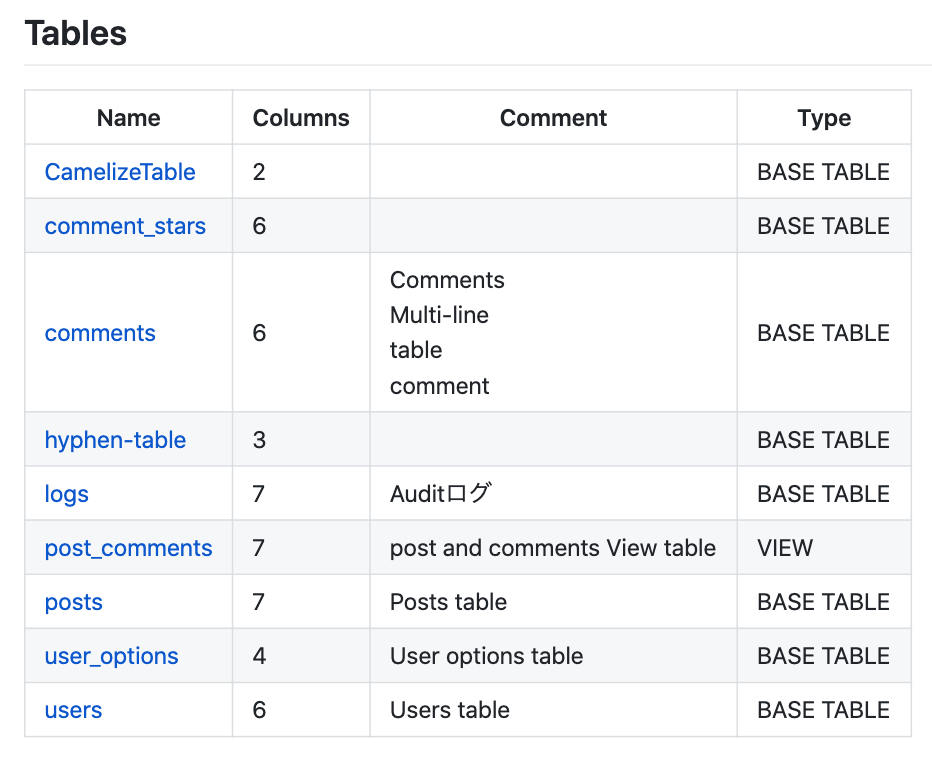 Tables
Name Columns Comment Type
CamelizeTable 2 BASE TABLE
comment_stars 6 BASE TABLE
comments 6 Comments
Multi-line
table
comment BASE TABLE
hyphen-table 3 BASE TABLE
logs 7 Auditログ BASE TABLE
post_comments 7 post and comments View table VIEW
posts 7 Posts table BASE TABLE
user_options 4 User options table BASE TABLE
users 6 Users table BASE TABLE